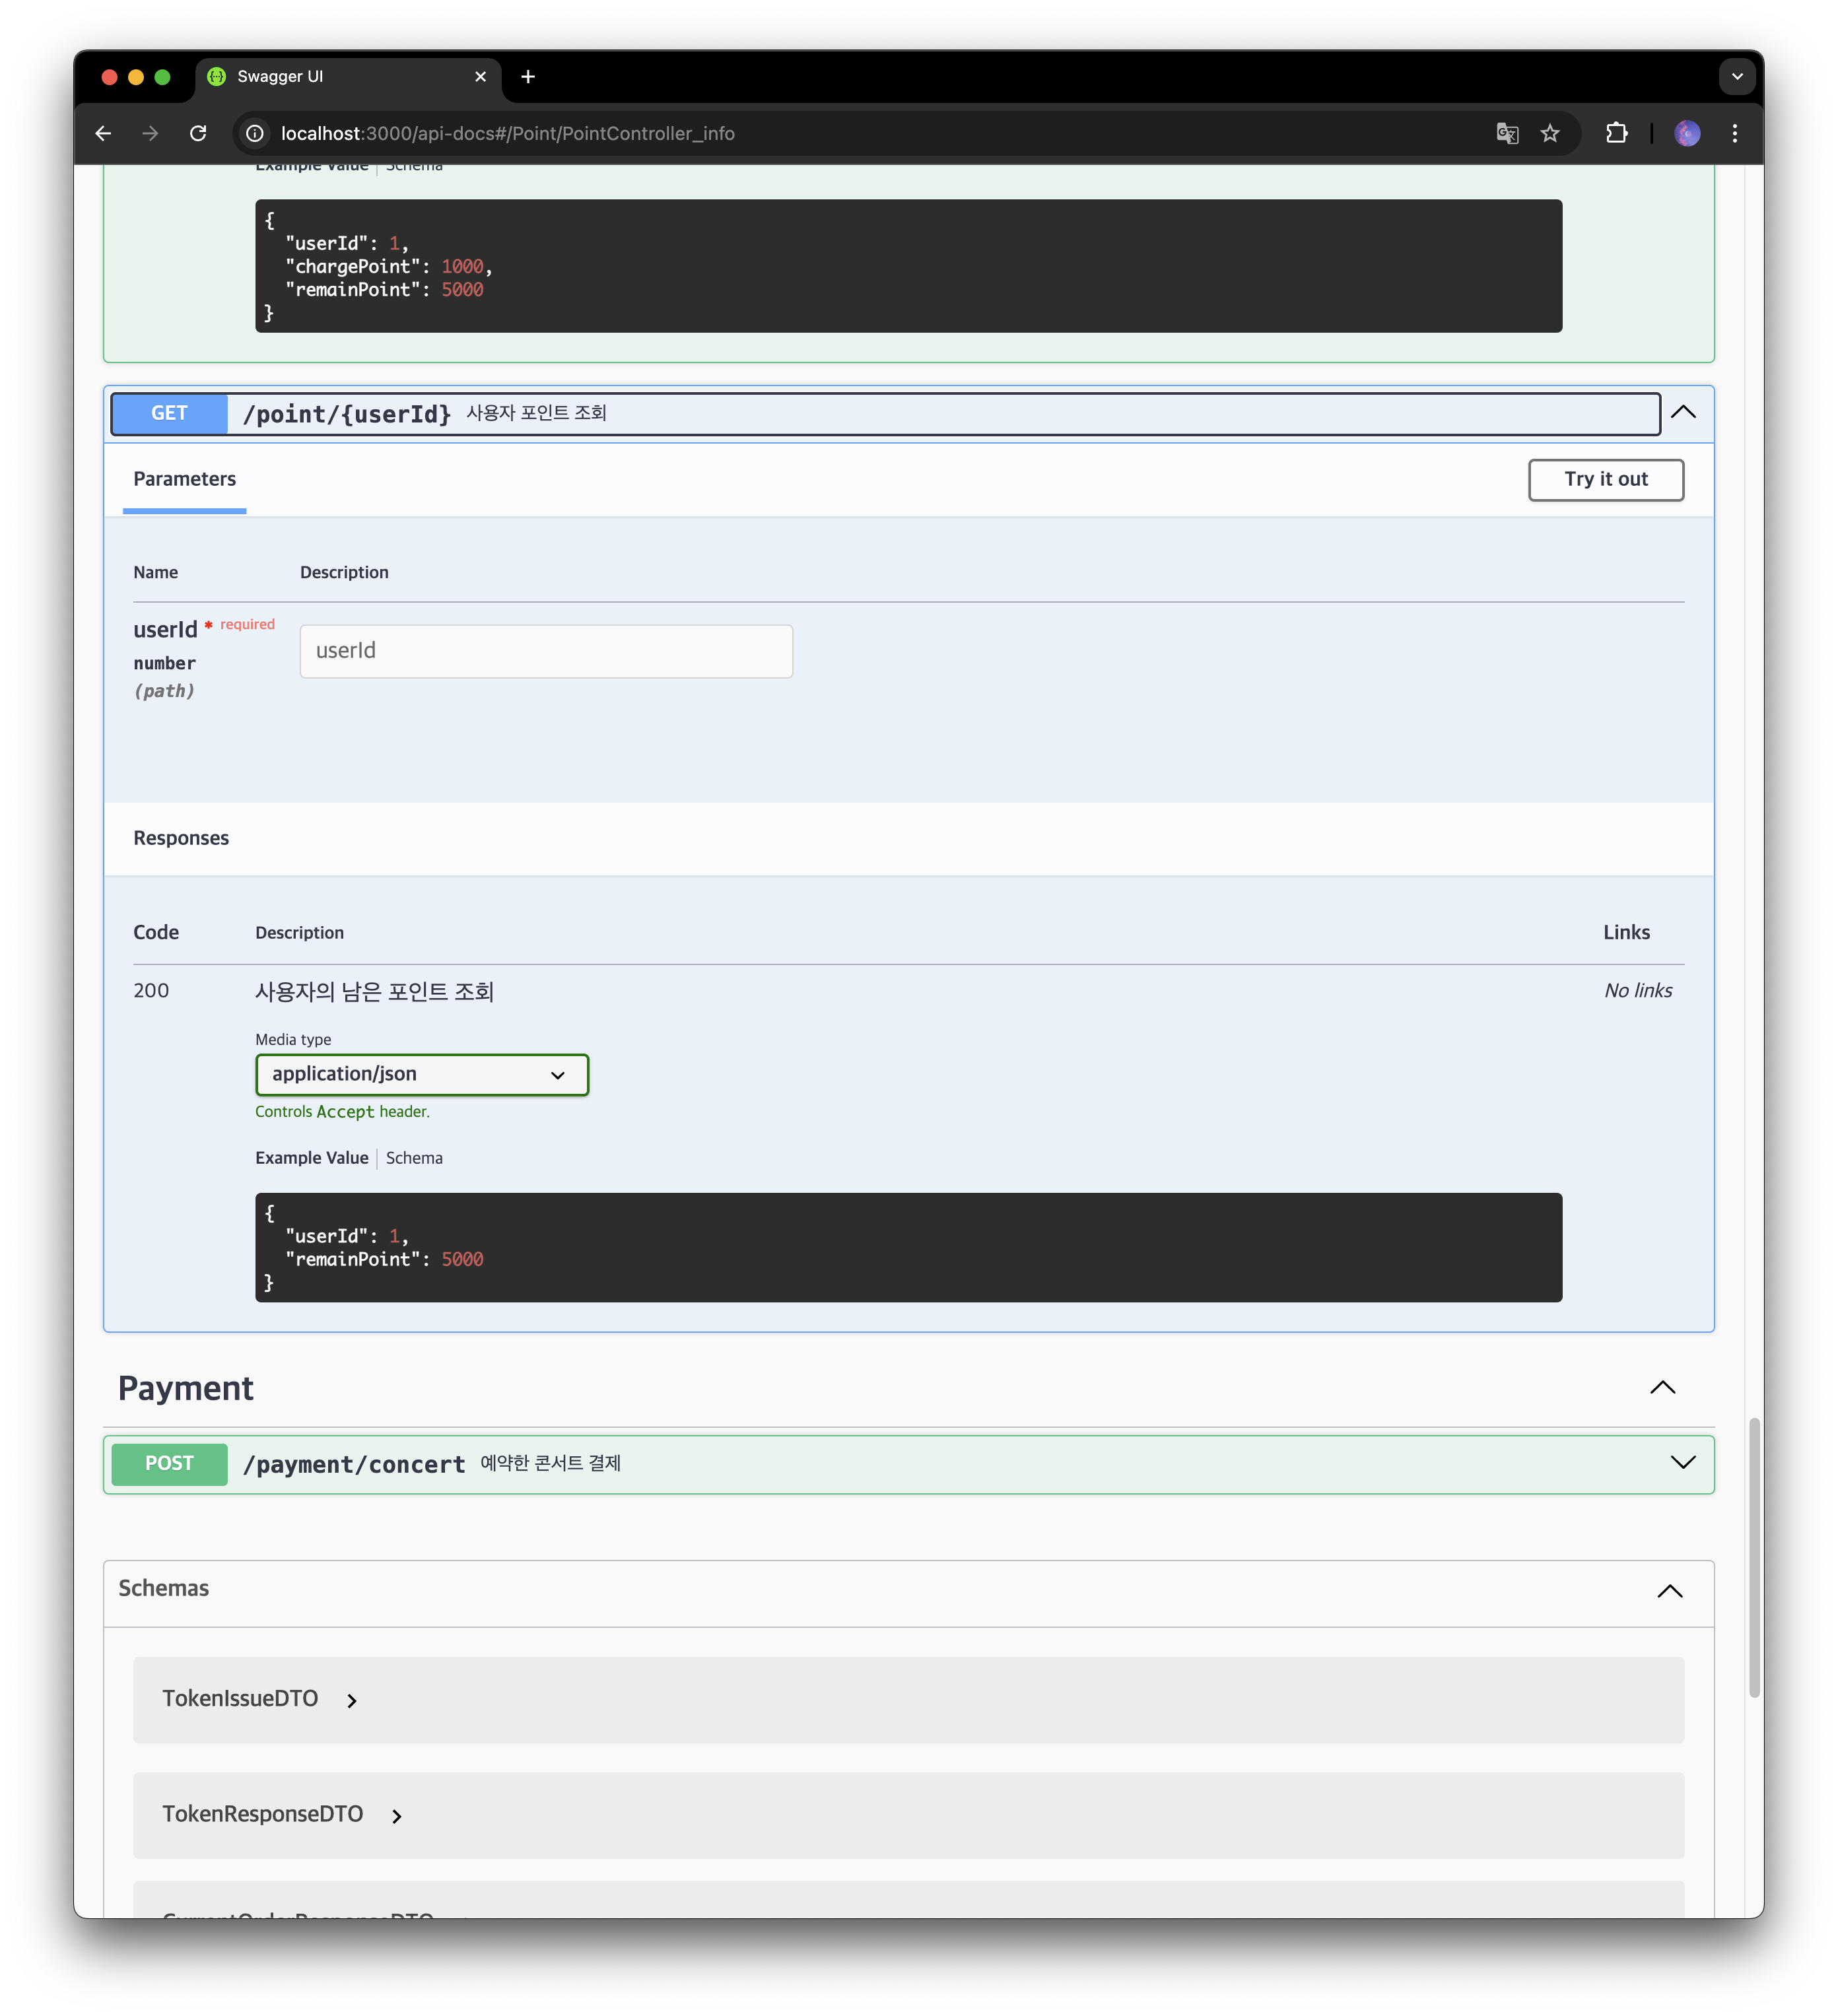 Swagger UI
localhost:3000/api-docs#/Point/PointController_info
Example Value Schema
{
"userId": 1,
"chargePoint": 1000,
"remainPoint": 5000
}
GET /point/{userId} 사용자 포인트 조회
Parameters
Try it out
Name Description
userId * required
userId
number
(path)
Responses
Code Description Links
200 사용자의 남은 포인트 조회 No links
Media type
application/json
Controls Accept header.
Example Value Schema
{
"userId": 1,
"remainPoint": 5000
}
Payment
POST /payment/concert 예약한 콘서트 결제
Schemas
TokenIssueDTO
TokenResponseDTO
CurrentOrderResponseDTO